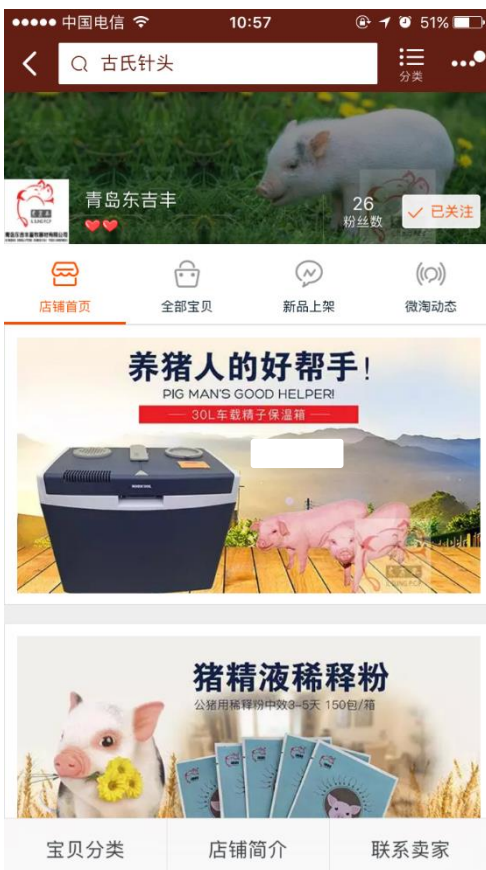 中国电信
10:57
51%
古氏针头
分类
青岛东吉丰
26
粉丝数
已关注
店铺首页
全部宝贝
新品上架
微淘动态
养猪人的好帮手!
PIG MAN'S GOOD HELPER!
30L车载精子保温箱
猪精液稀释粉
公猪用稀释粉中效3-5天 150包/箱
宝贝分类
店铺简介
联系卖家